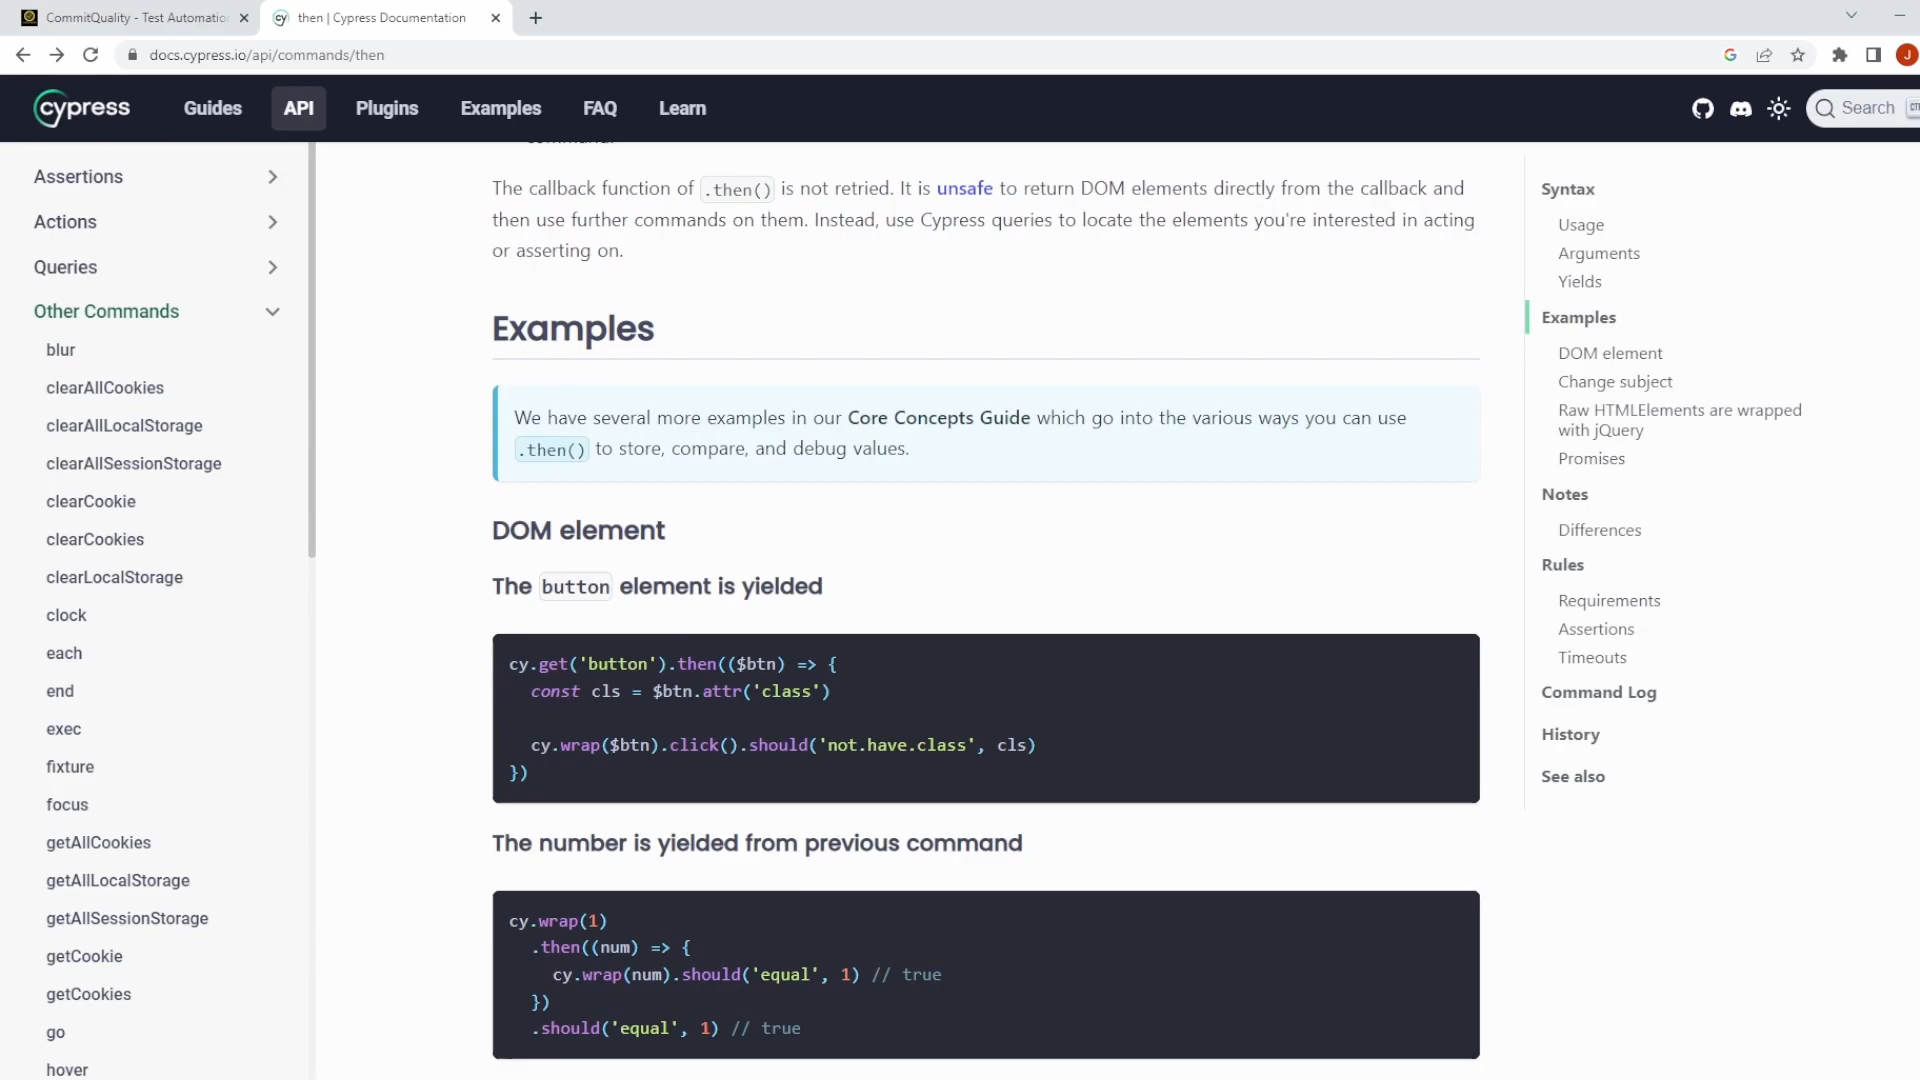 CommitQuality - Test Automatio
then | Cypress Documentation
docs.cypress.io/api/commands/then
J
cypress
Guides
API
Plugins
Examples
FAQ
Learn
Search
Assertions
Actions
Queries
Other Commands
blur
clearAllCookies
clearAllLocalStorage
clearAllSessionStorage
clearCookie
clearCookies
clearLocalStorage
clock
each
end
exec
fixture
focus
getAllCookies
getAllLocalStorage
getAllSessionStorage
getCookie
getCookies
go
hover
The callback function of .then() is not retried. It is unsafe to return DOM elements directly from the callback and
then use further commands on them. Instead, use Cypress queries to locate the elements you're interested in acting
or asserting on.
Examples
We have several more examples in our Core Concepts Guide which go into the various ways you can use
.then() to store, compare, and debug values.
DOM element
The button element is yielded
cy.get('button').then(($btn) => {
const cls = $btn.attr('class')
cy.wrap($btn).click().should('not.have.class', cls)
})
The number is yielded from previous command
cy.wrap(1)
.then((num) => {
cy.wrap(num).should('equal', 1) // true
})
.should('equal', 1) // true
Syntax
Usage
Arguments
Yields
Examples
DOM element
Change subject
Raw HTMLElements are wrapped
with jQuery
Promises
Notes
Differences
Rules
Requirements
Assertions
Timeouts
Command Log
History
See also